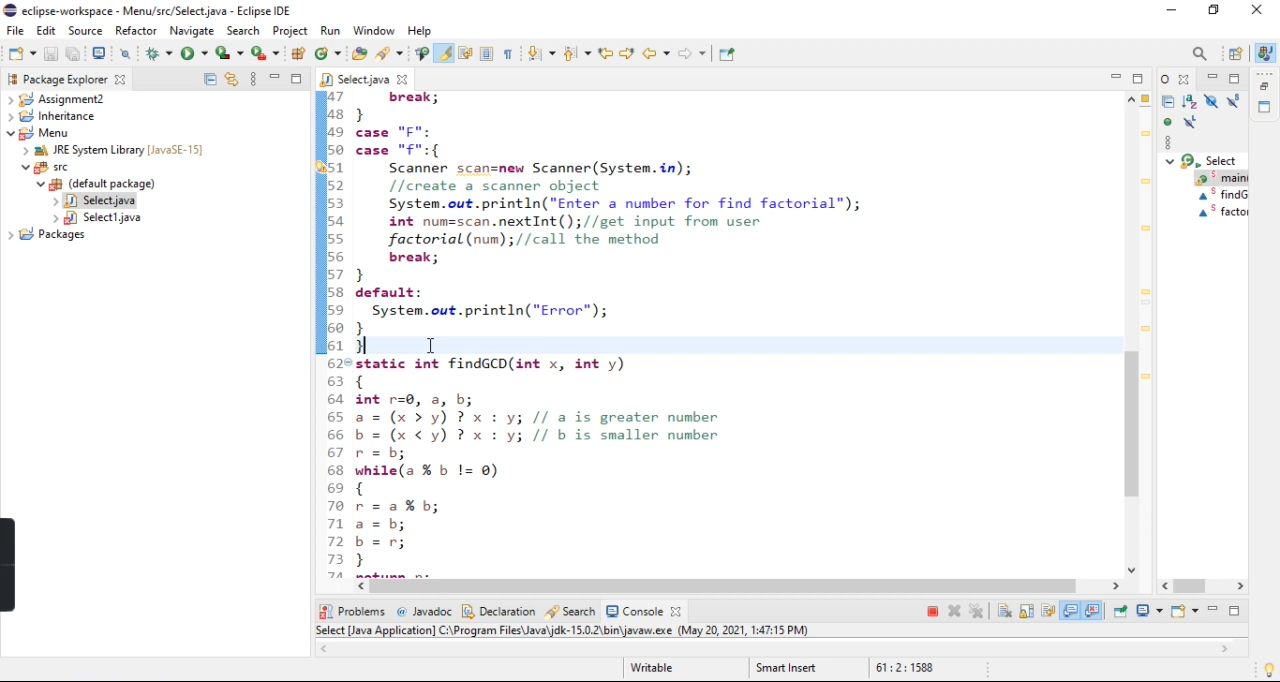 eclipse-workspace - Menu/src/Select.java - Eclipse IDE
File Edit Source Refactor Navigate Search Project Run Window Help
Package Explorer
Select.java
Assignment2
Inheritance
Menu
JRE System Library [JavaSE-15]
src
(default package)
Select.java
Select1.java
Packages
47 break;
48 }
49 case "F":
50 case "f":{
51 Scanner scan=new Scanner(System.in);
52 //create a scanner object
53 System.out.println("Enter a number for find factorial");
54 int num=scan.nextInt();//get input from user
55 factorial(num);//call the method
56 break;
57 }
58 default:
59 System.out.println("Error");
60 }
61 }
62 static int findGCD(int x, int y)
63 {
64 int r=0, a, b;
65 a = (x > y) ? x : y; // a is greater number
66 b = (x < y) ? x : y; // b is smaller number
67 r = b;
68 while(a % b != 0)
69 {
70 r = a % b;
71 a = b;
72 b = r;
73 }
74 return r;
O
Select
main
findG
facto
Problems Javadoc Declaration Search Console
Select [Java Application] C:\Program Files\Java\jdk-15.0.2\bin\javaw.exe (May 20, 2021, 1:47:15 PM)
Writable Smart Insert 61 : 2 : 1588